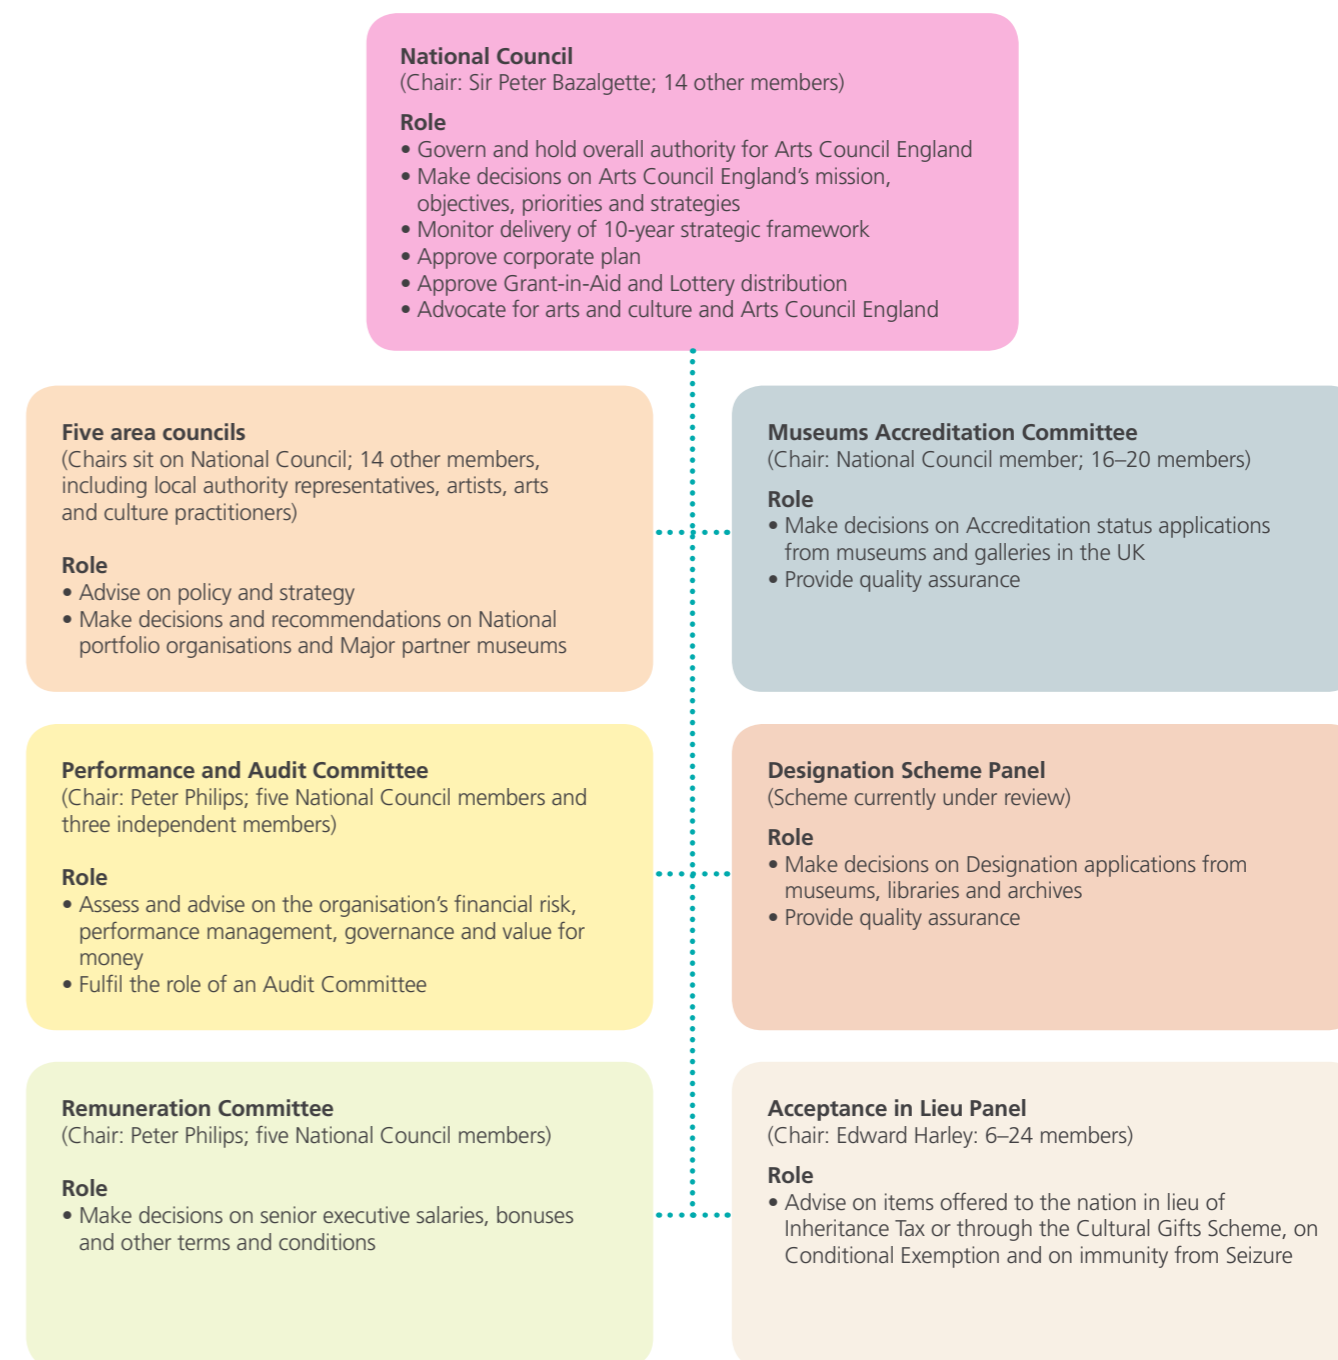 National Council
(Chair: Sir Peter Bazalgette; 14 other members)
Role
• Govern and hold overall authority for Arts Council England
• Make decisions on Arts Council England’s mission,
objectives, priorities and strategies
• Monitor delivery of 10-year strategic framework
• Approve corporate plan
• Approve Grant-in-Aid and Lottery distribution
• Advocate for arts and culture and Arts Council England
Five area councils
(Chairs sit on National Council; 14 other members,
including local authority representatives, artists, arts
and culture practitioners)
Role
• Advise on policy and strategy
• Make decisions and recommendations on National
portfolio organisations and Major partner museums
Museums Accreditation Committee
(Chair: National Council member; 16–20 members)
Role
• Make decisions on Accreditation status applications
from museums and galleries in the UK
• Provide quality assurance
Performance and Audit Committee
(Chair: Peter Philips; five National Council members and
three independent members)
Role
• Assess and advise on the organisation’s financial risk,
performance management, governance and value for
money
• Fulfil the role of an Audit Committee
Designation Scheme Panel
(Scheme currently under review)
Role
• Make decisions on Designation applications from
museums, libraries and archives
• Provide quality assurance
Remuneration Committee
(Chair: Peter Philips; five National Council members)
Role
• Make decisions on senior executive salaries, bonuses
and other terms and conditions
Acceptance in Lieu Panel
(Chair: Edward Harley: 6–24 members)
Role
• Advise on items offered to the nation in lieu of
Inheritance Tax or through the Cultural Gifts Scheme, on
Conditional Exemption and on immunity from Seizure